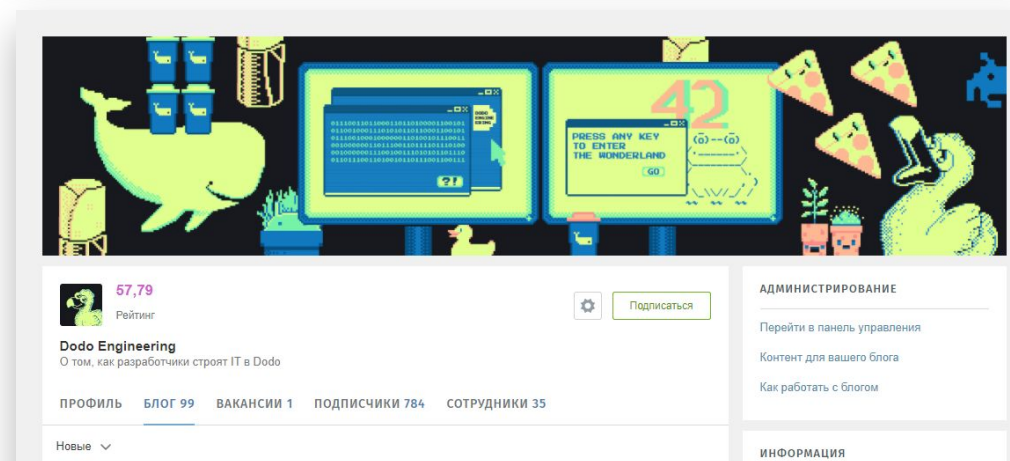 42
PRESS ANY KEY
TO ENTER
THE WONDERLAND
GO
?!
57,79
Рейтинг
Подписаться
Dodo Engineering
О том, как разработчики строят IT в Dodo
ПРОФИЛЬ БЛОГ 99 ВАКАНСИИ 1 ПОДПИСЧИКИ 784 СОТРУДНИКИ 35
Новые
АДМИНИСТРИРОВАНИЕ
Перейти в панель управления
Контент для вашего блога
Как работать с блогом
ИНФОРМАЦИЯ